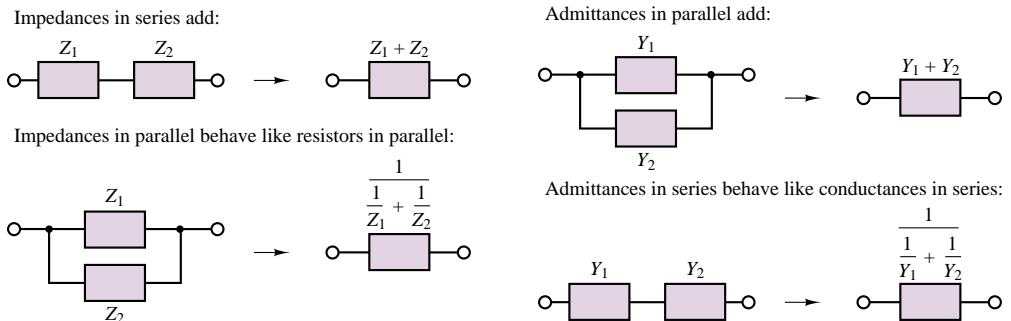 Impedances in series add:
Z1 Z2 Z1 + Z2
Impedances in parallel behave like resistors in parallel:
Z1
Z2
1
1 1
+
Z1 Z2
Admittances in parallel add:
Y1
Y2
Y1 + Y2
Admittances in series behave like conductances in series:
Y1 Y2
1
1 1
+
Y1 Y2